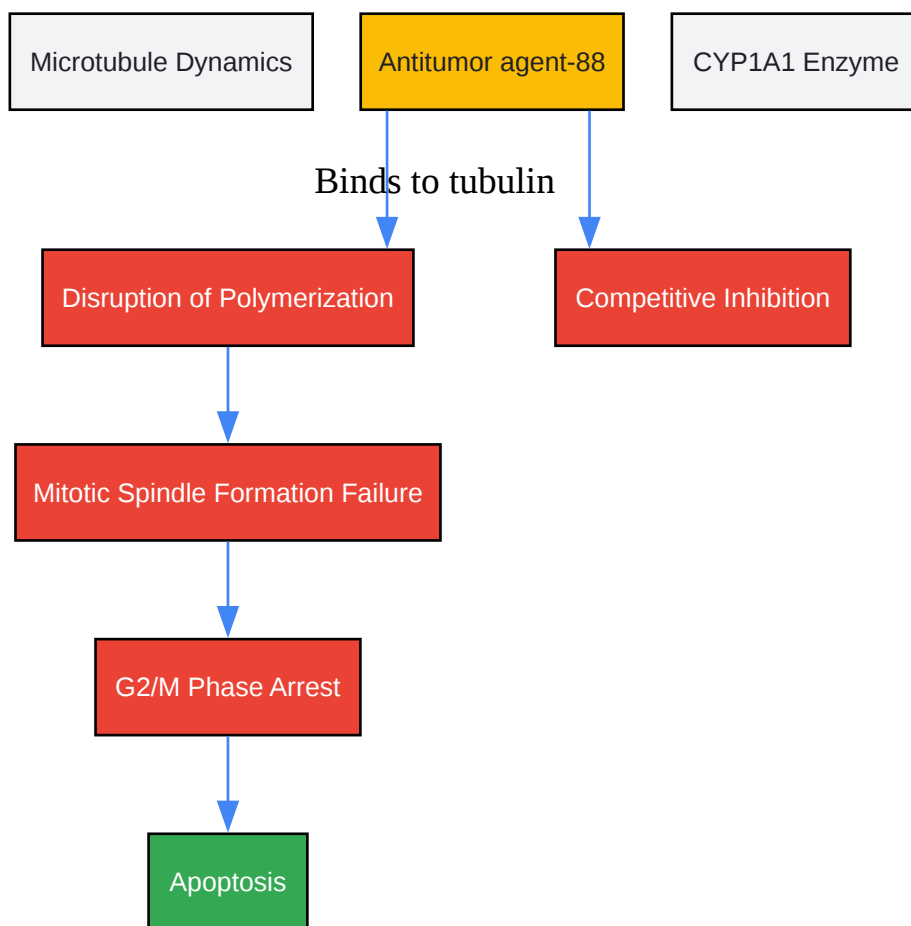 Microtubule Dynamics
Antitumor agent-88
CYP1A1 Enzyme
Binds to tubulin
Disruption of Polymerization
Competitive Inhibition
Mitotic Spindle Formation Failure
G2/M Phase Arrest
Apoptosis